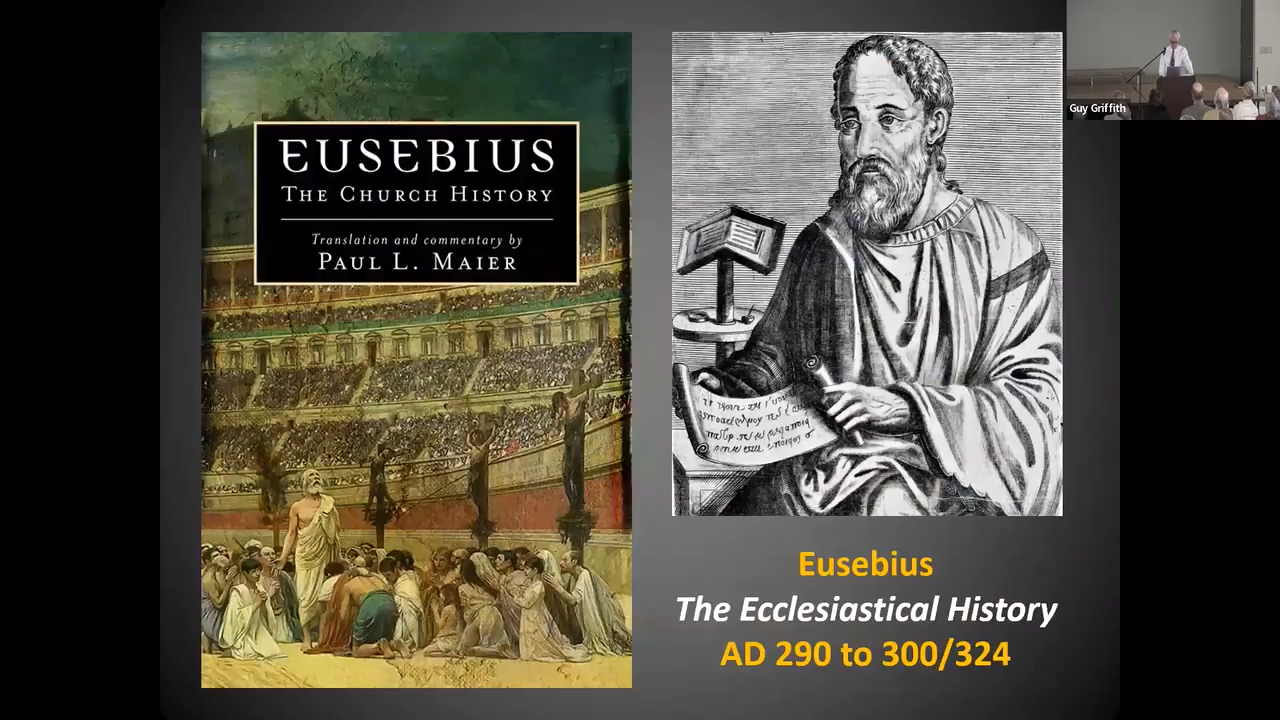 EUSEBIUS
THE CHURCH HISTORY
Translation and commentary by
PAUL L. MAIER
Guy Griffith
Eusebius
The Ecclesiastical History
AD 290 to 300/324